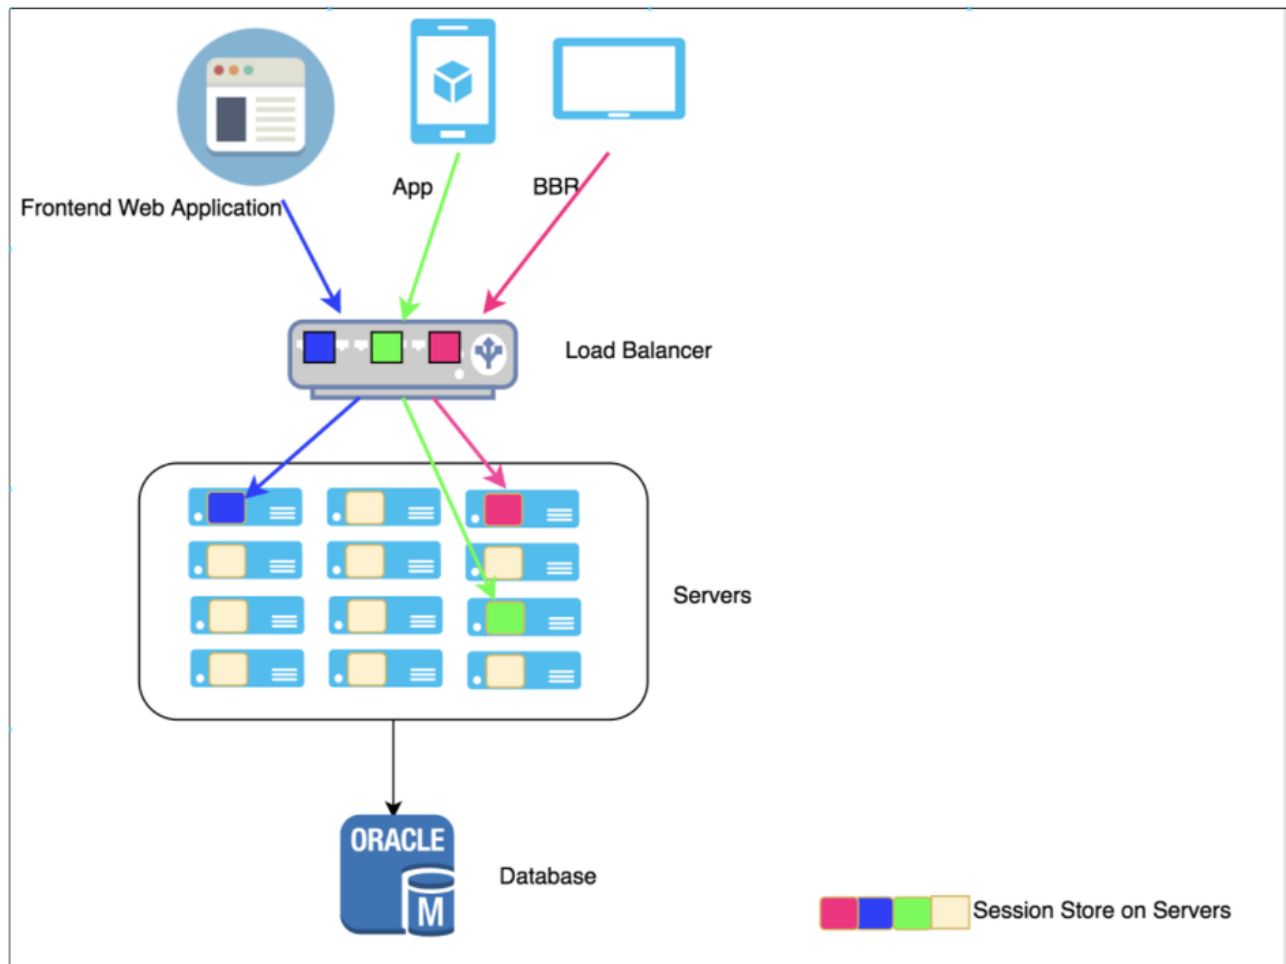 App
BBR
Frontend Web Application
Load Balancer
Servers
ORACLE
M
Database
Session Store on Servers